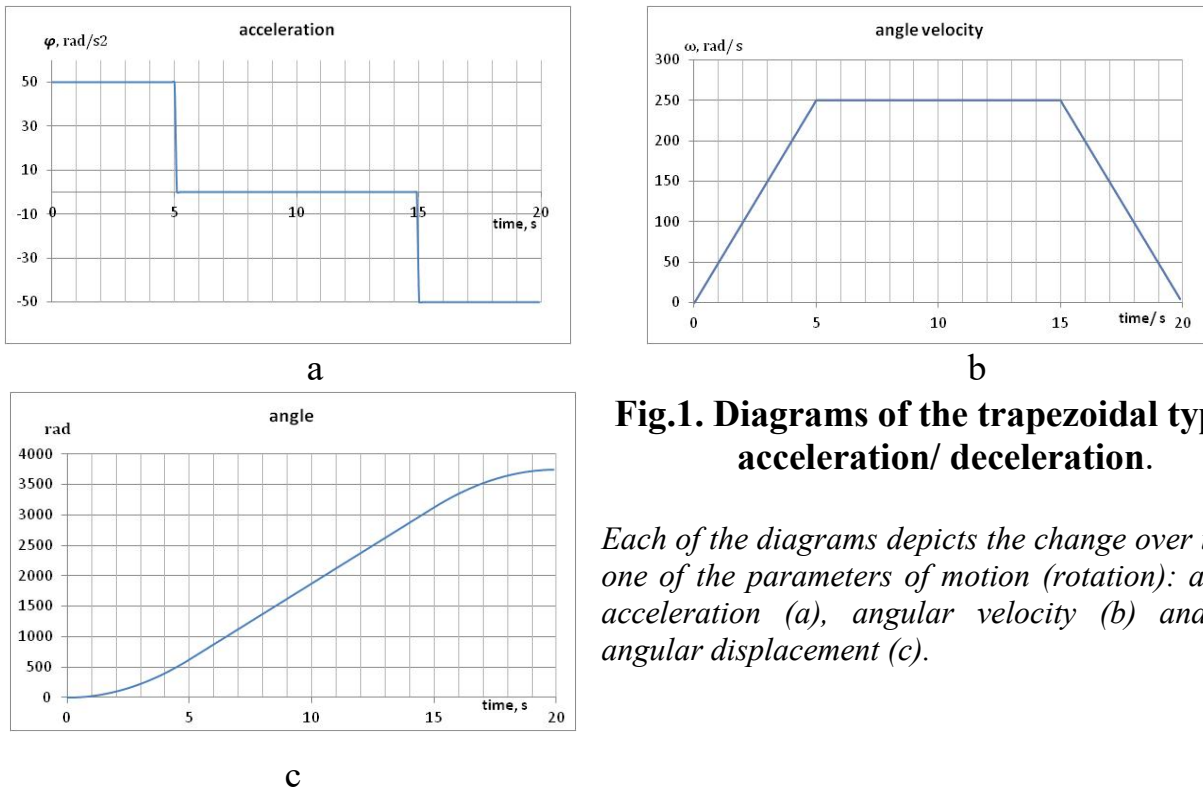 acceleration
φ, rad/s2
50
30
10
-10
-30
-50
0 5 10 15 20
time, s
a
angle velocity
ω, rad/ s
300
250
200
150
100
50
0
0 5 10 15 20
time/ s
b
angle
rad
4000
3500
3000
2500
2000
1500
1000
500
0
0 5 10 15 20
time, s
c
Fig.1. Diagrams of the trapezoidal
acceleration/ deceleration.
Each of the diagrams depicts the change over
one of the parameters of motion (rotation):
acceleration (a), angular velocity (b) and
angular displacement (c).